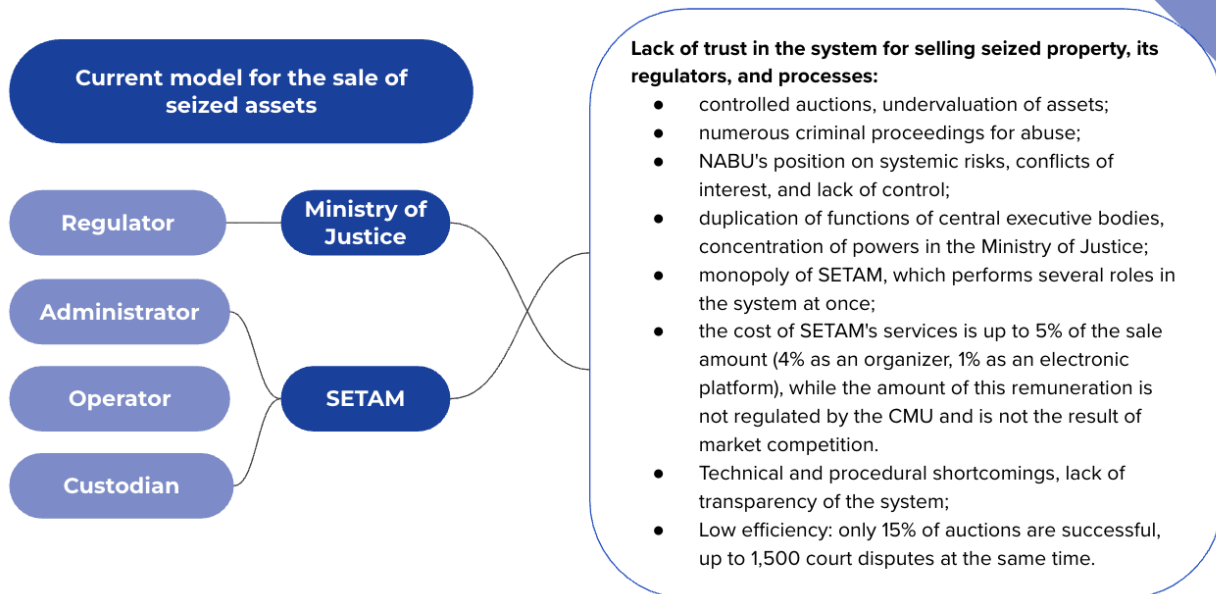 Current model for the sale of
seized assets
Regulator
Ministry of
Justice
Administrator
Operator
SETAM
Custodian
Lack of trust in the system for selling seized property, its
regulators, and processes:
● controlled auctions, undervaluation of assets;
● numerous criminal proceedings for abuse;
● NABU's position on systemic risks, conflicts of
interest, and lack of control;
● duplication of functions of central executive bodies,
concentration of powers in the Ministry of Justice;
● monopoly of SETAM, which performs several roles in
the system at once;
● the cost of SETAM's services is up to 5% of the sale
amount (4% as an organizer, 1% as an electronic
platform), while the amount of this remuneration is
not regulated by the CMU and is not the result of
market competition.
● Technical and procedural shortcomings, lack of
transparency of the system;
● Low efficiency: only 15% of auctions are successful,
up to 1,500 court disputes at the same time.